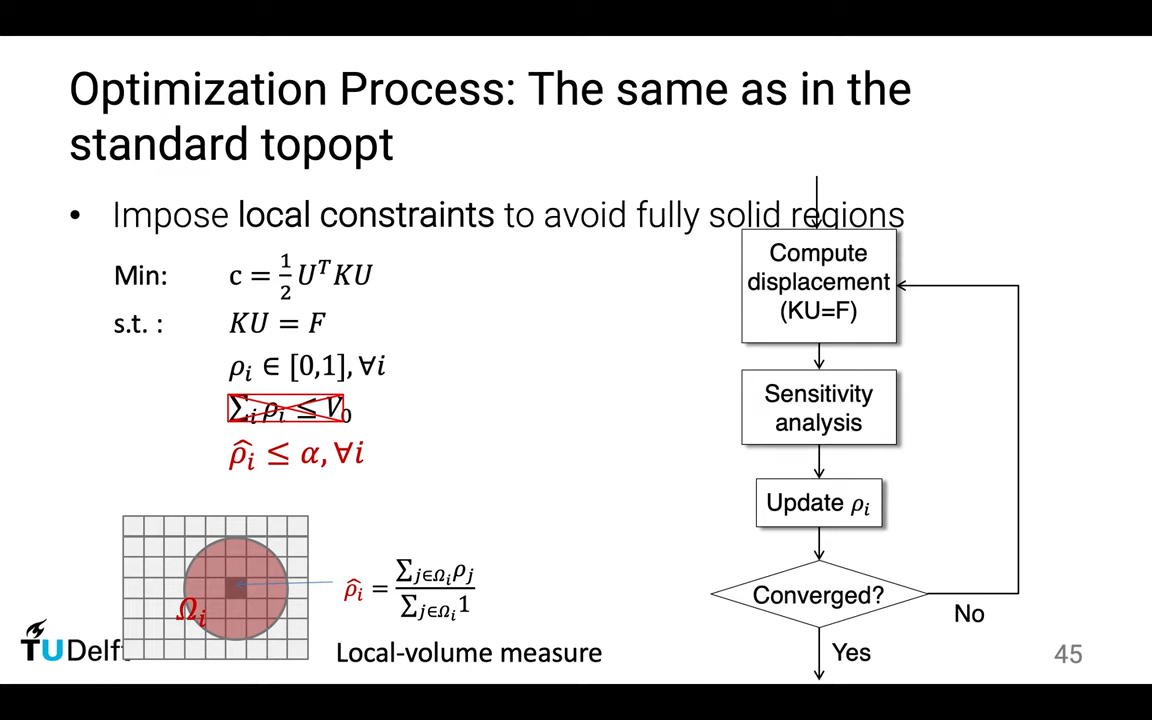 Optimization Process: The same as in the
standard topopt
• Impose local constraints to avoid fully solid regions
Min: c = 1/2 UᵀKU
s.t. : KU = F
ρᵢ ∈ [0,1], ∀i
∑ᵢ ρᵢ ≤ V₀
ρ̂ᵢ ≤ α, ∀i
Ωᵢ
ρ̂ᵢ = ∑j∈Ωᵢ ρⱼ / ∑j∈Ωᵢ 1
Local-volume measure
Compute
displacement
(KU=F)
Sensitivity
analysis
Update ρᵢ
Converged?
No
Yes
TUDelft
45